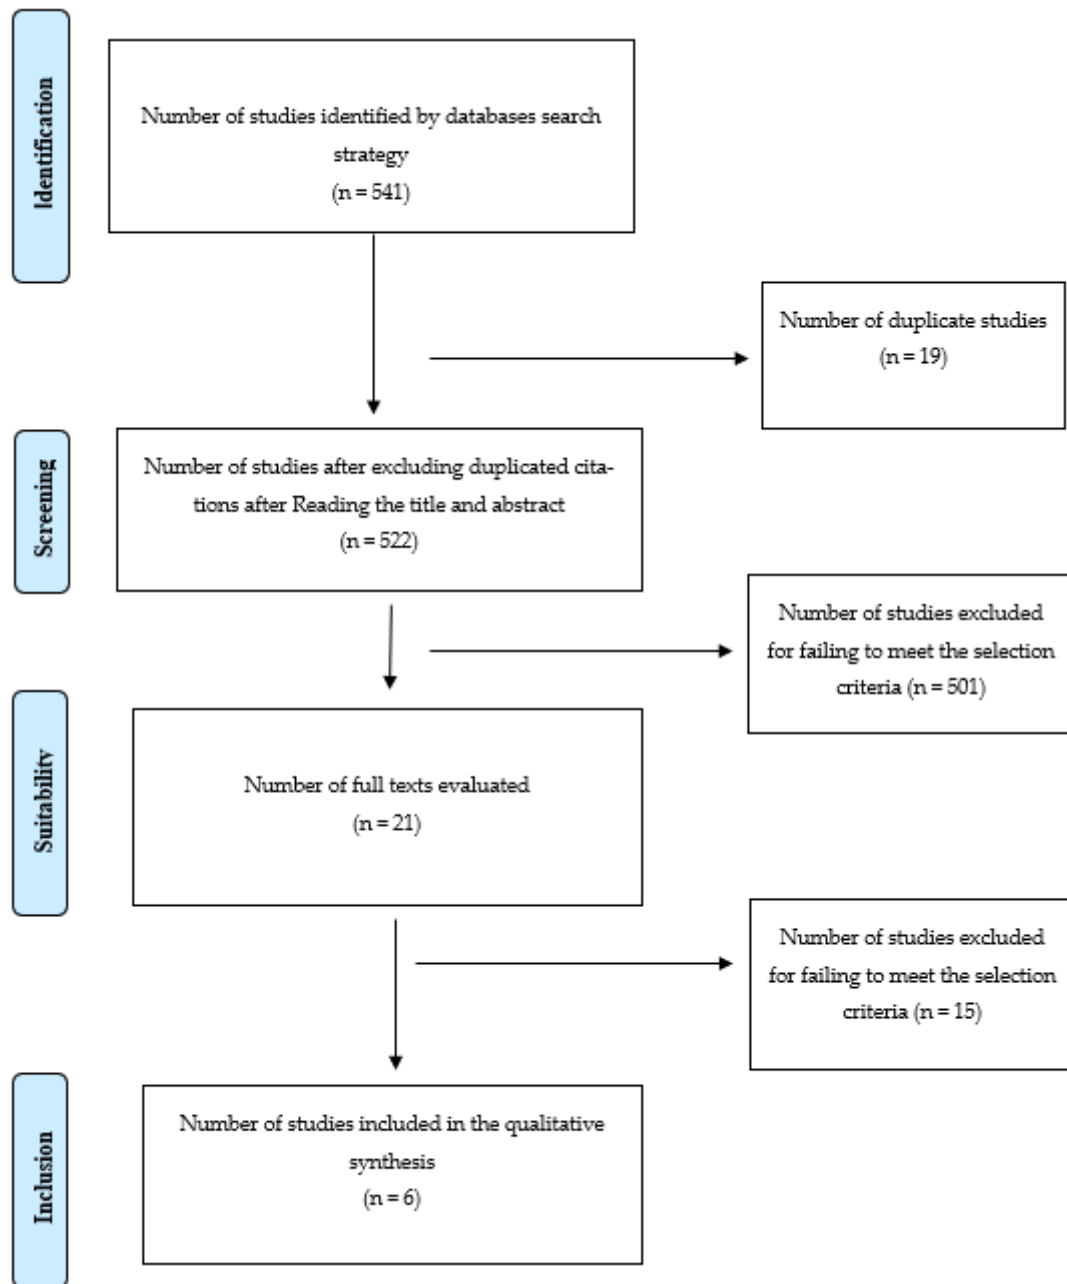 Identification
Number of studies identified by databases search
strategy
(n = 541)
Number of duplicate studies
(n = 19)
Screening
Number of studies after excluding duplicated cita-
tions after Reading the title and abstract
(n = 522)
Number of studies excluded
for failing to meet the selection
criteria (n = 501)
Suitability
Number of full texts evaluated
(n = 21)
Number of studies excluded
for failing to meet the selection
criteria (n = 15)
Inclusion
Number of studies included in the qualitative
synthesis
(n = 6)